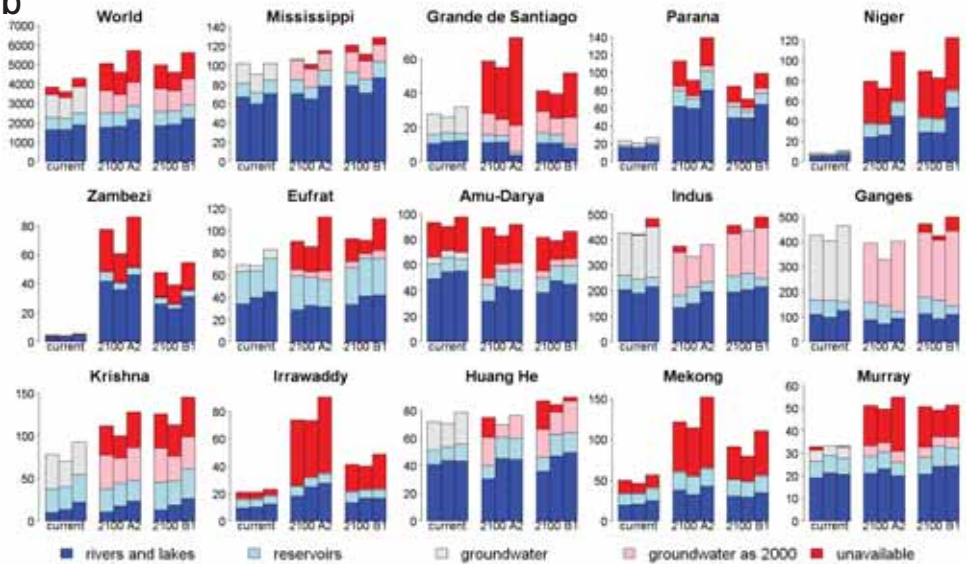 b
World Mississippi Grande de Santiago Parana Niger
7000 140 140 120
6000 120 60 120 100
5000 100 100 80
4000 80 40 80 60
3000 60 60 40
2000 40 20 40 20
1000 20 20
0 0 0 0 0
current 2100 A2 2100 B1 current 2100 A2 2100 B1 current 2100 A2 2100 B1 current 2100 A2 2100 B1 current 2100 A2 2100 B1
Zambezi Eufrat Amu-Darya Indus Ganges
80 120 100 500 500
60 100 80 400 400
40 80 60 300 300
20 60 40 200 200
0 40 20 100 100
20 0 0 0
0
current 2100 A2 2100 B1 current 2100 A2 2100 B1 current 2100 A2 2100 B1 current 2100 A2 2100 B1 current 2100 A2 2100 B1
Krishna Irrawaddy Huang He Mekong Murray
150 80 80 150 60
100 60 60 100 50
50 40 40 50 40
0 20 20 0 30
0 0 20
10
0
current 2100 A2 2100 B1 current 2100 A2 2100 B1 current 2100 A2 2100 B1 current 2100 A2 2100 B1 current 2100 A2 2100 B1
rivers and lakes reservoirs groundwater groundwater as 2000 unavailable